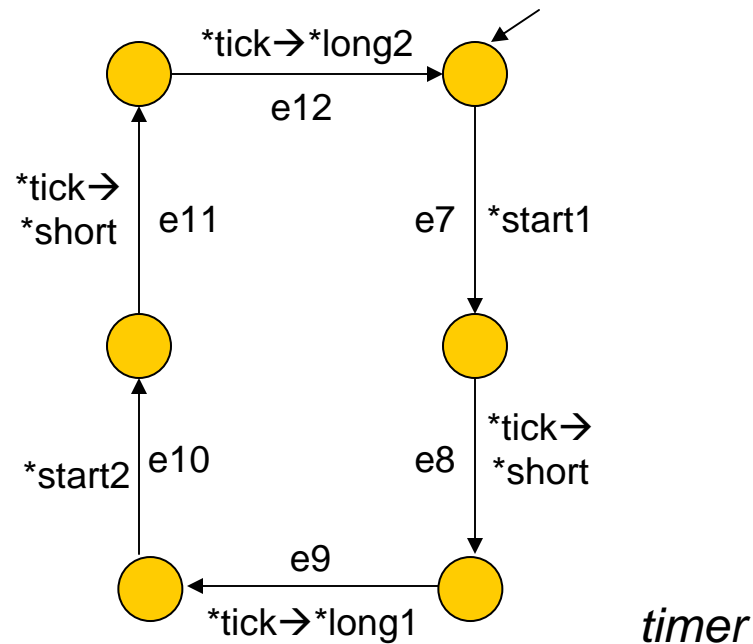 *tick→*long2
e12
*tick→
*short
e11
e7
*start1
*tick→
*short
e8
*start2
e10
e9
*tick→*long1
timer